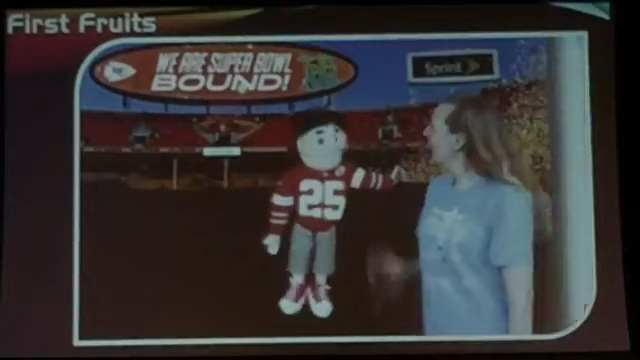 First Fruits
WE ARE SUPER BOWL
BOUND!
Sprint
25